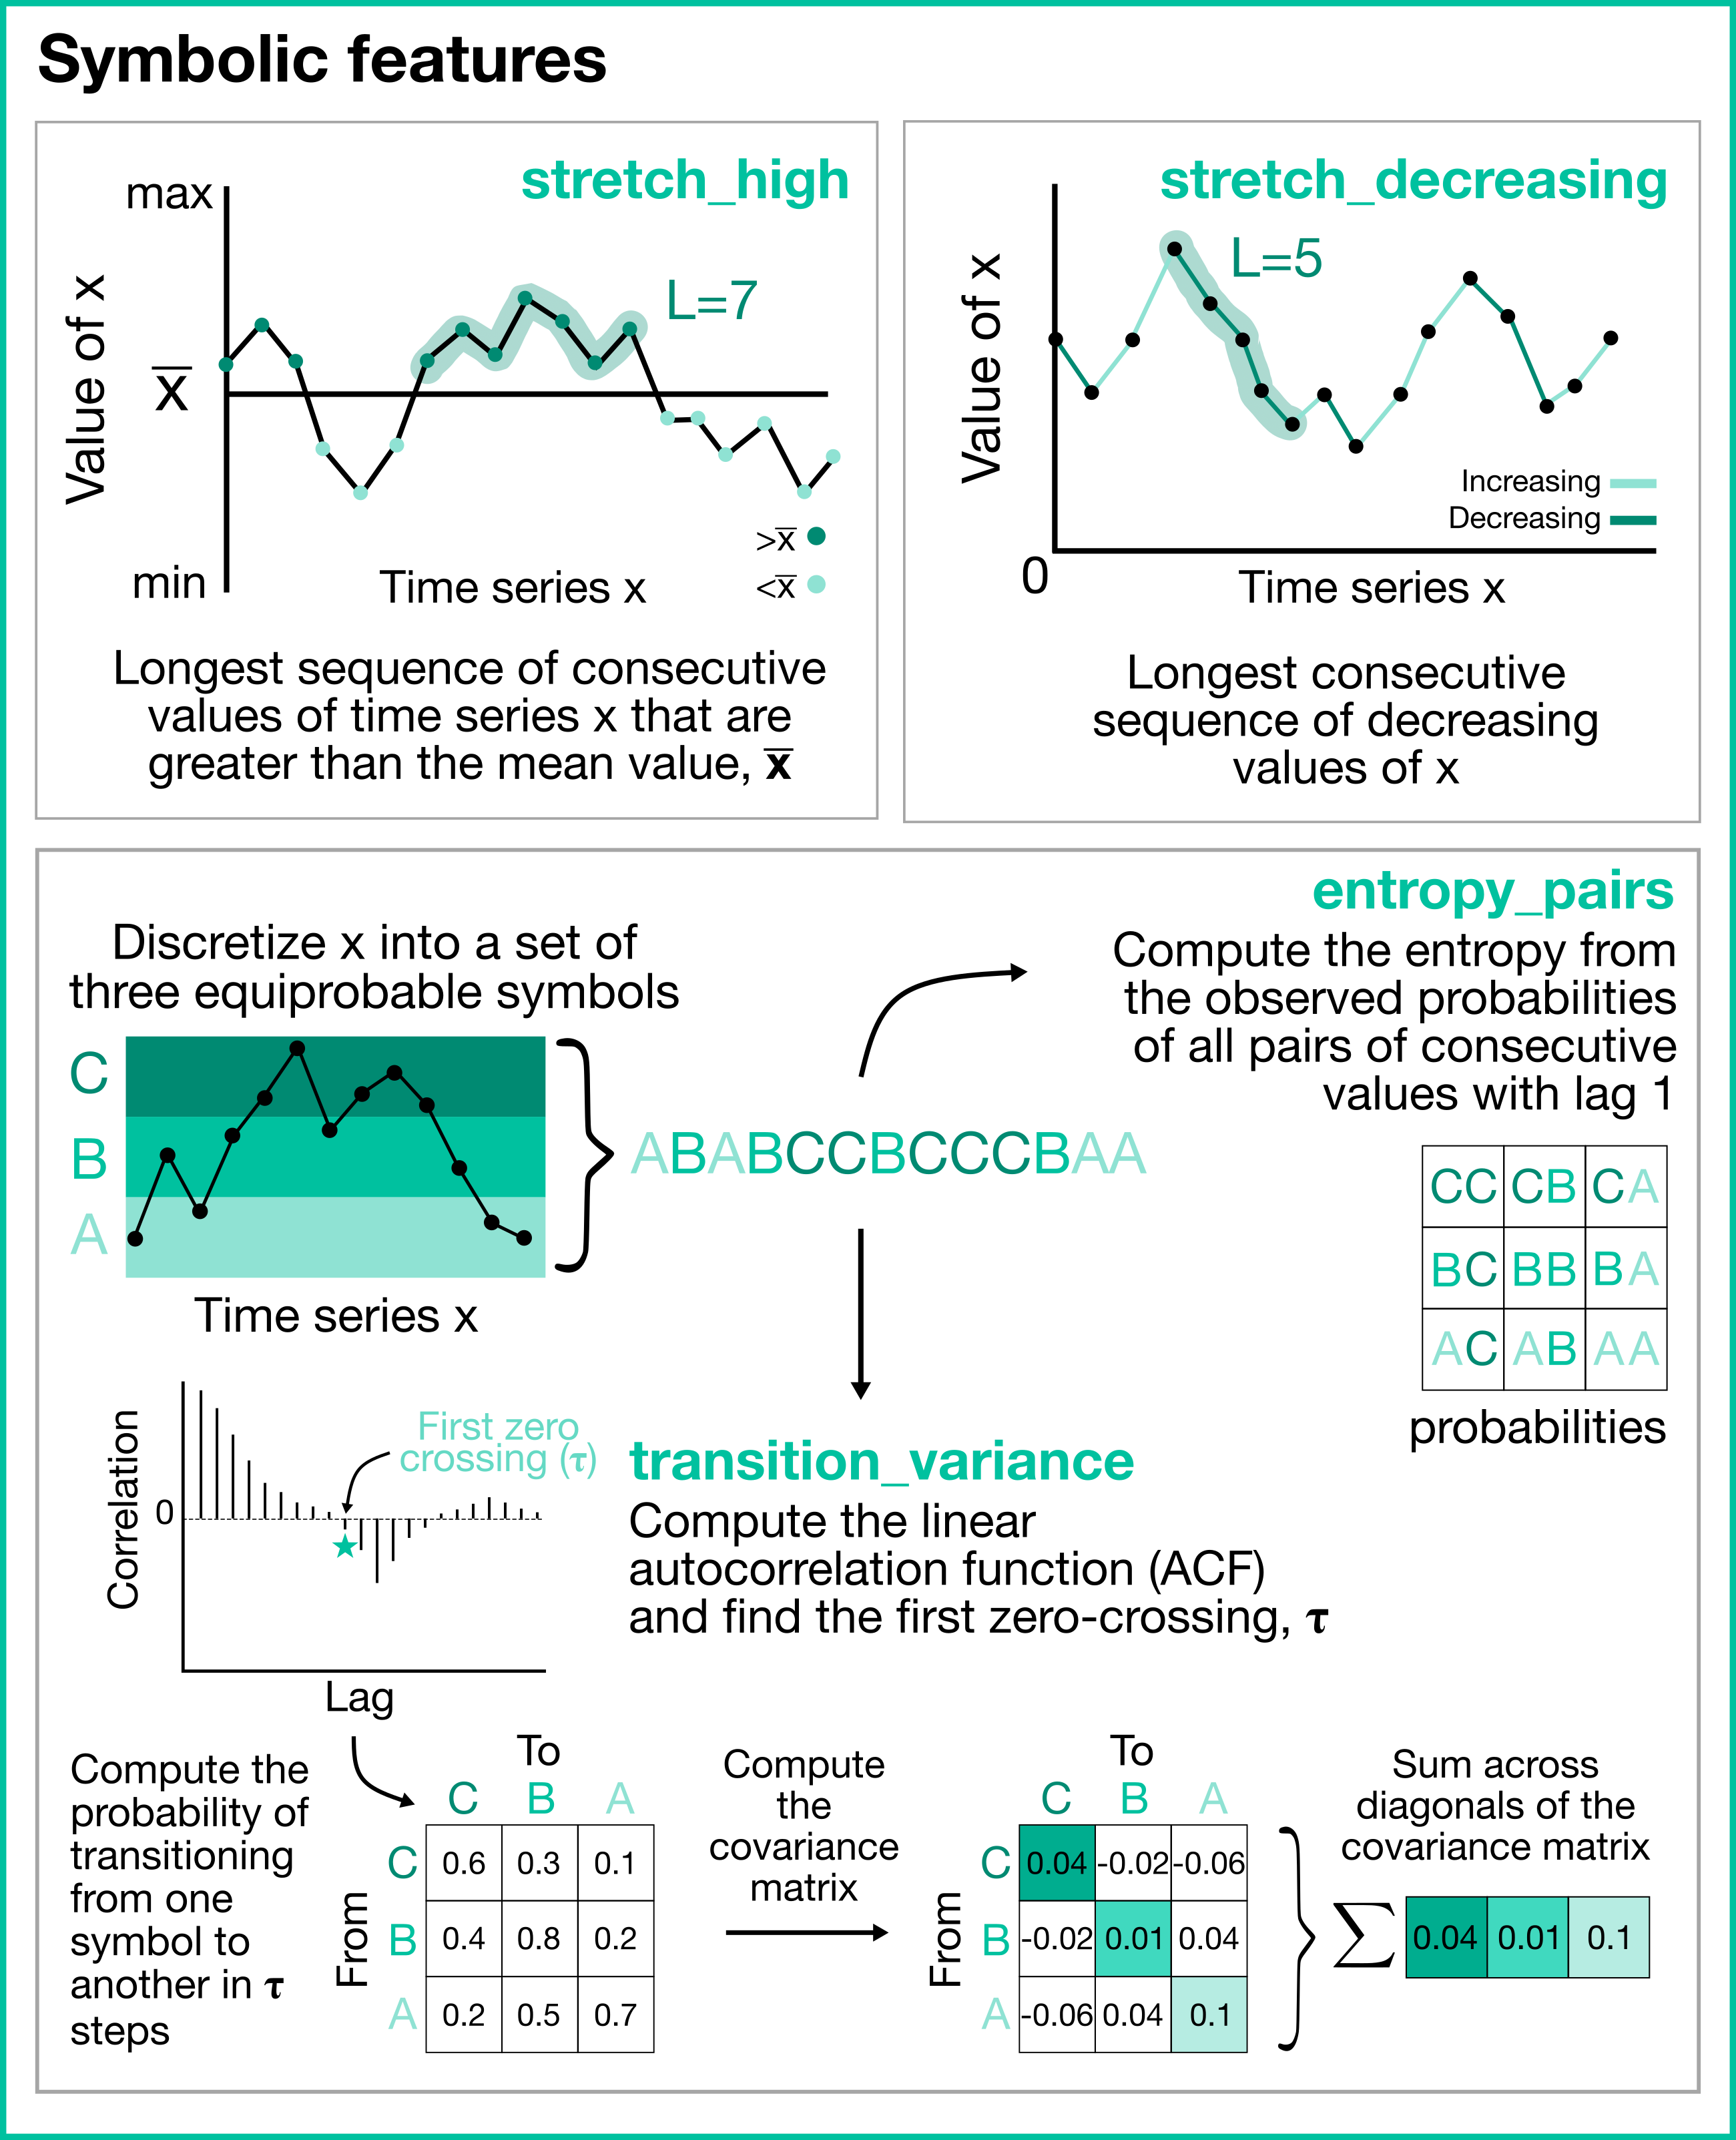 Symbolic features
stretch_high
max
Value of x
x̅
min
L=7
>x̅
<x̅
Time series x
Longest sequence of consecutive
values of time series x that are
greater than the mean value, x̅
stretch_decreasing
Value of x
L=5
Increasing
Decreasing
0
Time series x
Longest consecutive
sequence of decreasing
values of x
Discretize x into a set of
three equiprobable symbols
C
B
A
Time series x
ABABCCBCCCBAA
entropy_pairs
Compute the entropy from
the observed probabilities
of all pairs of consecutive
values with lag 1
CC CB CA
BC BB BA
AC AB AA
probabilities
Correlation
0
First zero
crossing (τ)
Lag
transition_variance
Compute the linear
autocorrelation function (ACF)
and find the first zero-crossing, τ
Compute the
probability of
transitioning
from one
symbol to
another in τ
steps
To
C B A
From
C 0.6 0.3 0.1
B 0.4 0.8 0.2
A 0.2 0.5 0.7
Compute
the
covariance
matrix
To
C B A
From
C 0.04 -0.02 -0.06
B -0.02 0.01 0.04
A -0.06 0.04 0.1
Sum across
diagonals of the
covariance matrix
∑ 0.04 0.01 0.1